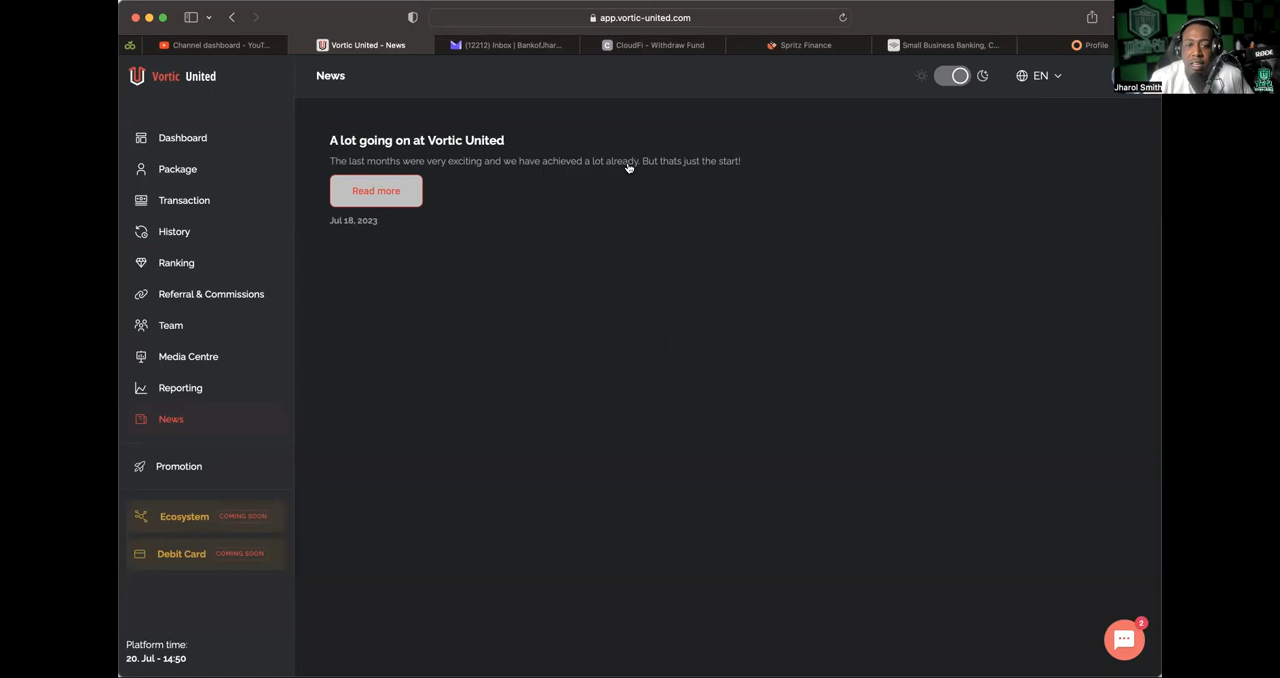 app.vortic-united.com
Channel dashboard - YouT...
Vortic United - News
(12212) Inbox | BankofJhar...
CloudFi - Withdraw Fund
Spritz Finance
Small Business Banking, C...
Profile
RØDE
Jharol Smith
Vortic United
News
EN
Dashboard
Package
Transaction
History
Ranking
Referral & Commissions
Team
Media Centre
Reporting
News
Promotion
Ecosystem COMING SOON
Debit Card COMING SOON
Platform time:
20. Jul - 14:50
A lot going on at Vortic United
The last months were very exciting and we have achieved a lot already. But thats just the start!
Read more
Jul 18, 2023
2